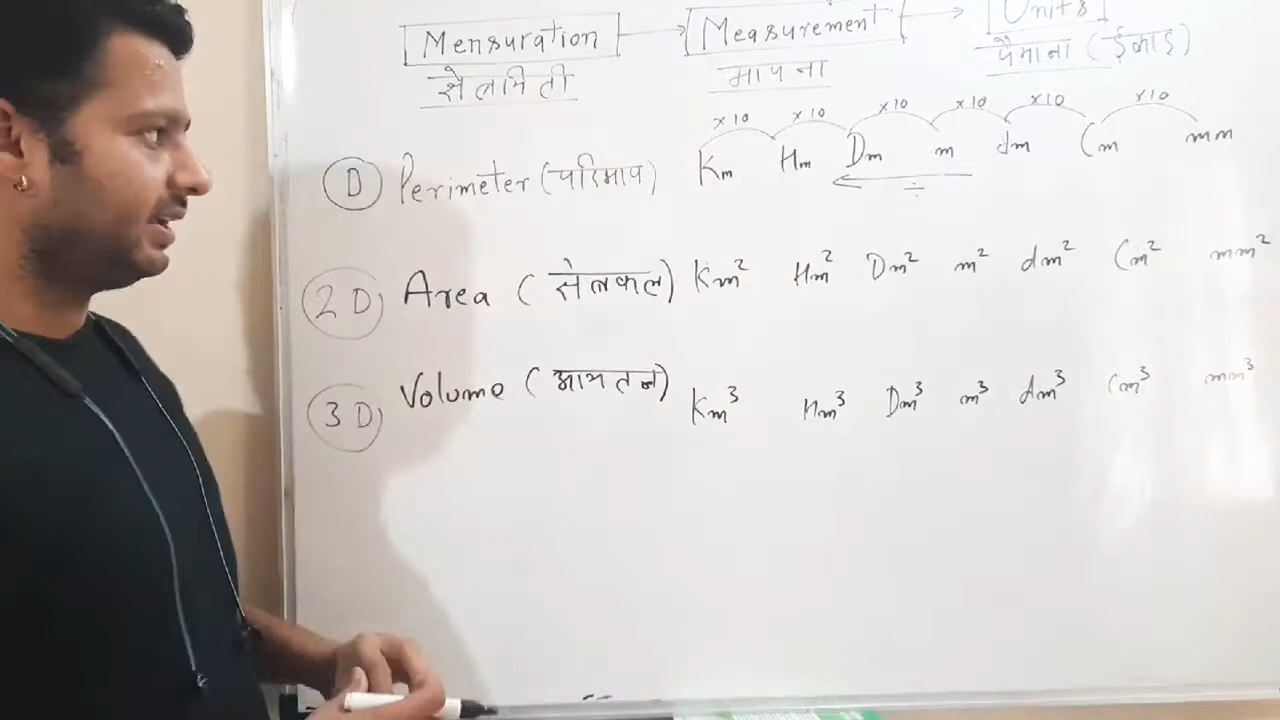 Mensuration → Measurement → Units
सेलमिती मापना पैमाना (ईकाई)
×10 ×10 ×10 ×10 ×10 ×10
D Perimeter (परिमाप) Km Hm Dm m dm Cm mm
÷
2D Area (सेलकल) Km² Hm² Dm² m² dm² Cm² mm²
3D Volume (आयतन) Km³ Hm³ Dm³ m³ dm³ Cm³ mm³